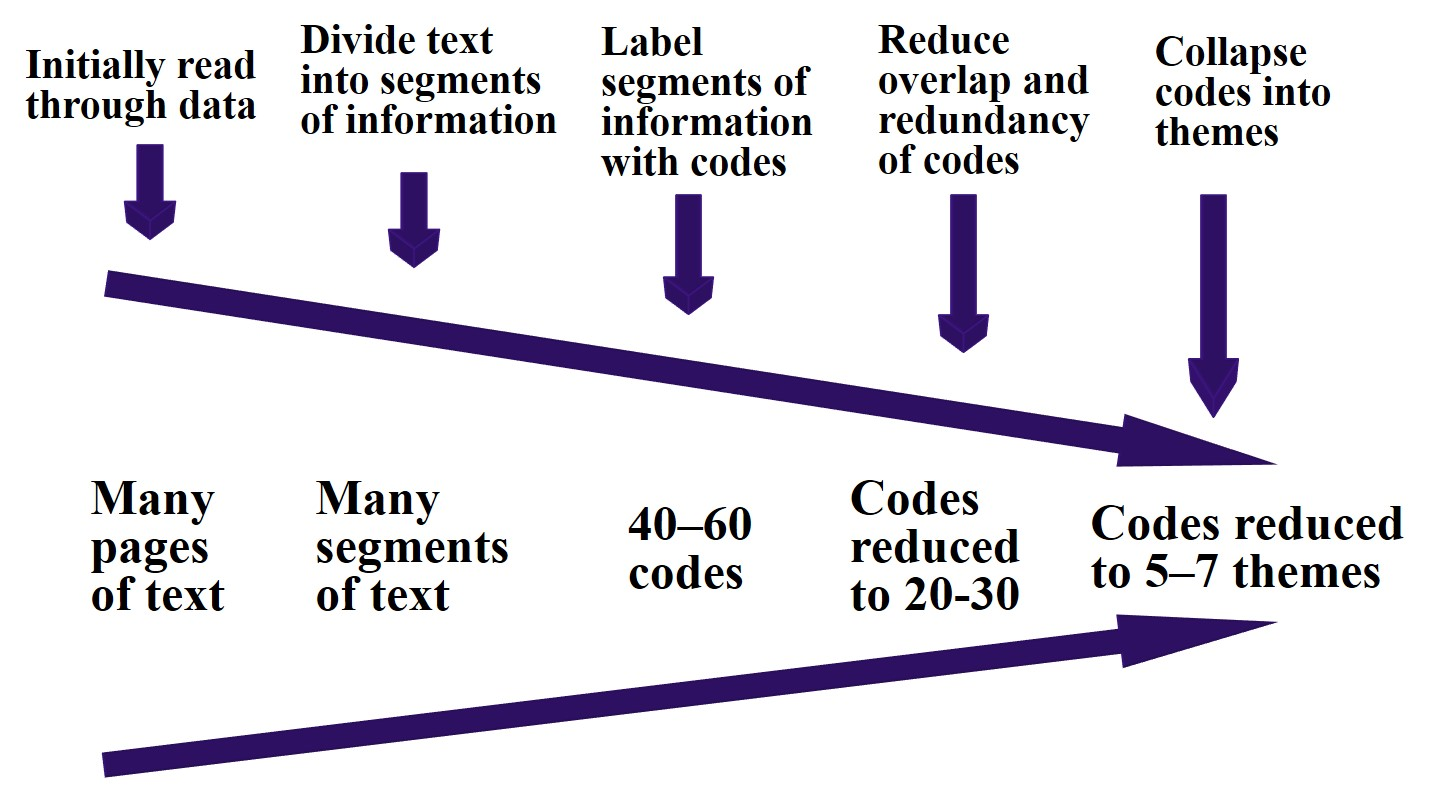 Initially read
through data
Divide text
into segments
of information
Label
segments of
information
with codes
Reduce
overlap and
redundancy
of codes
Collapse
codes into
themes
Many
pages
of text
Many
segments
of text
40–60
codes
Codes
reduced
to 20-30
Codes reduced
to 5–7 themes